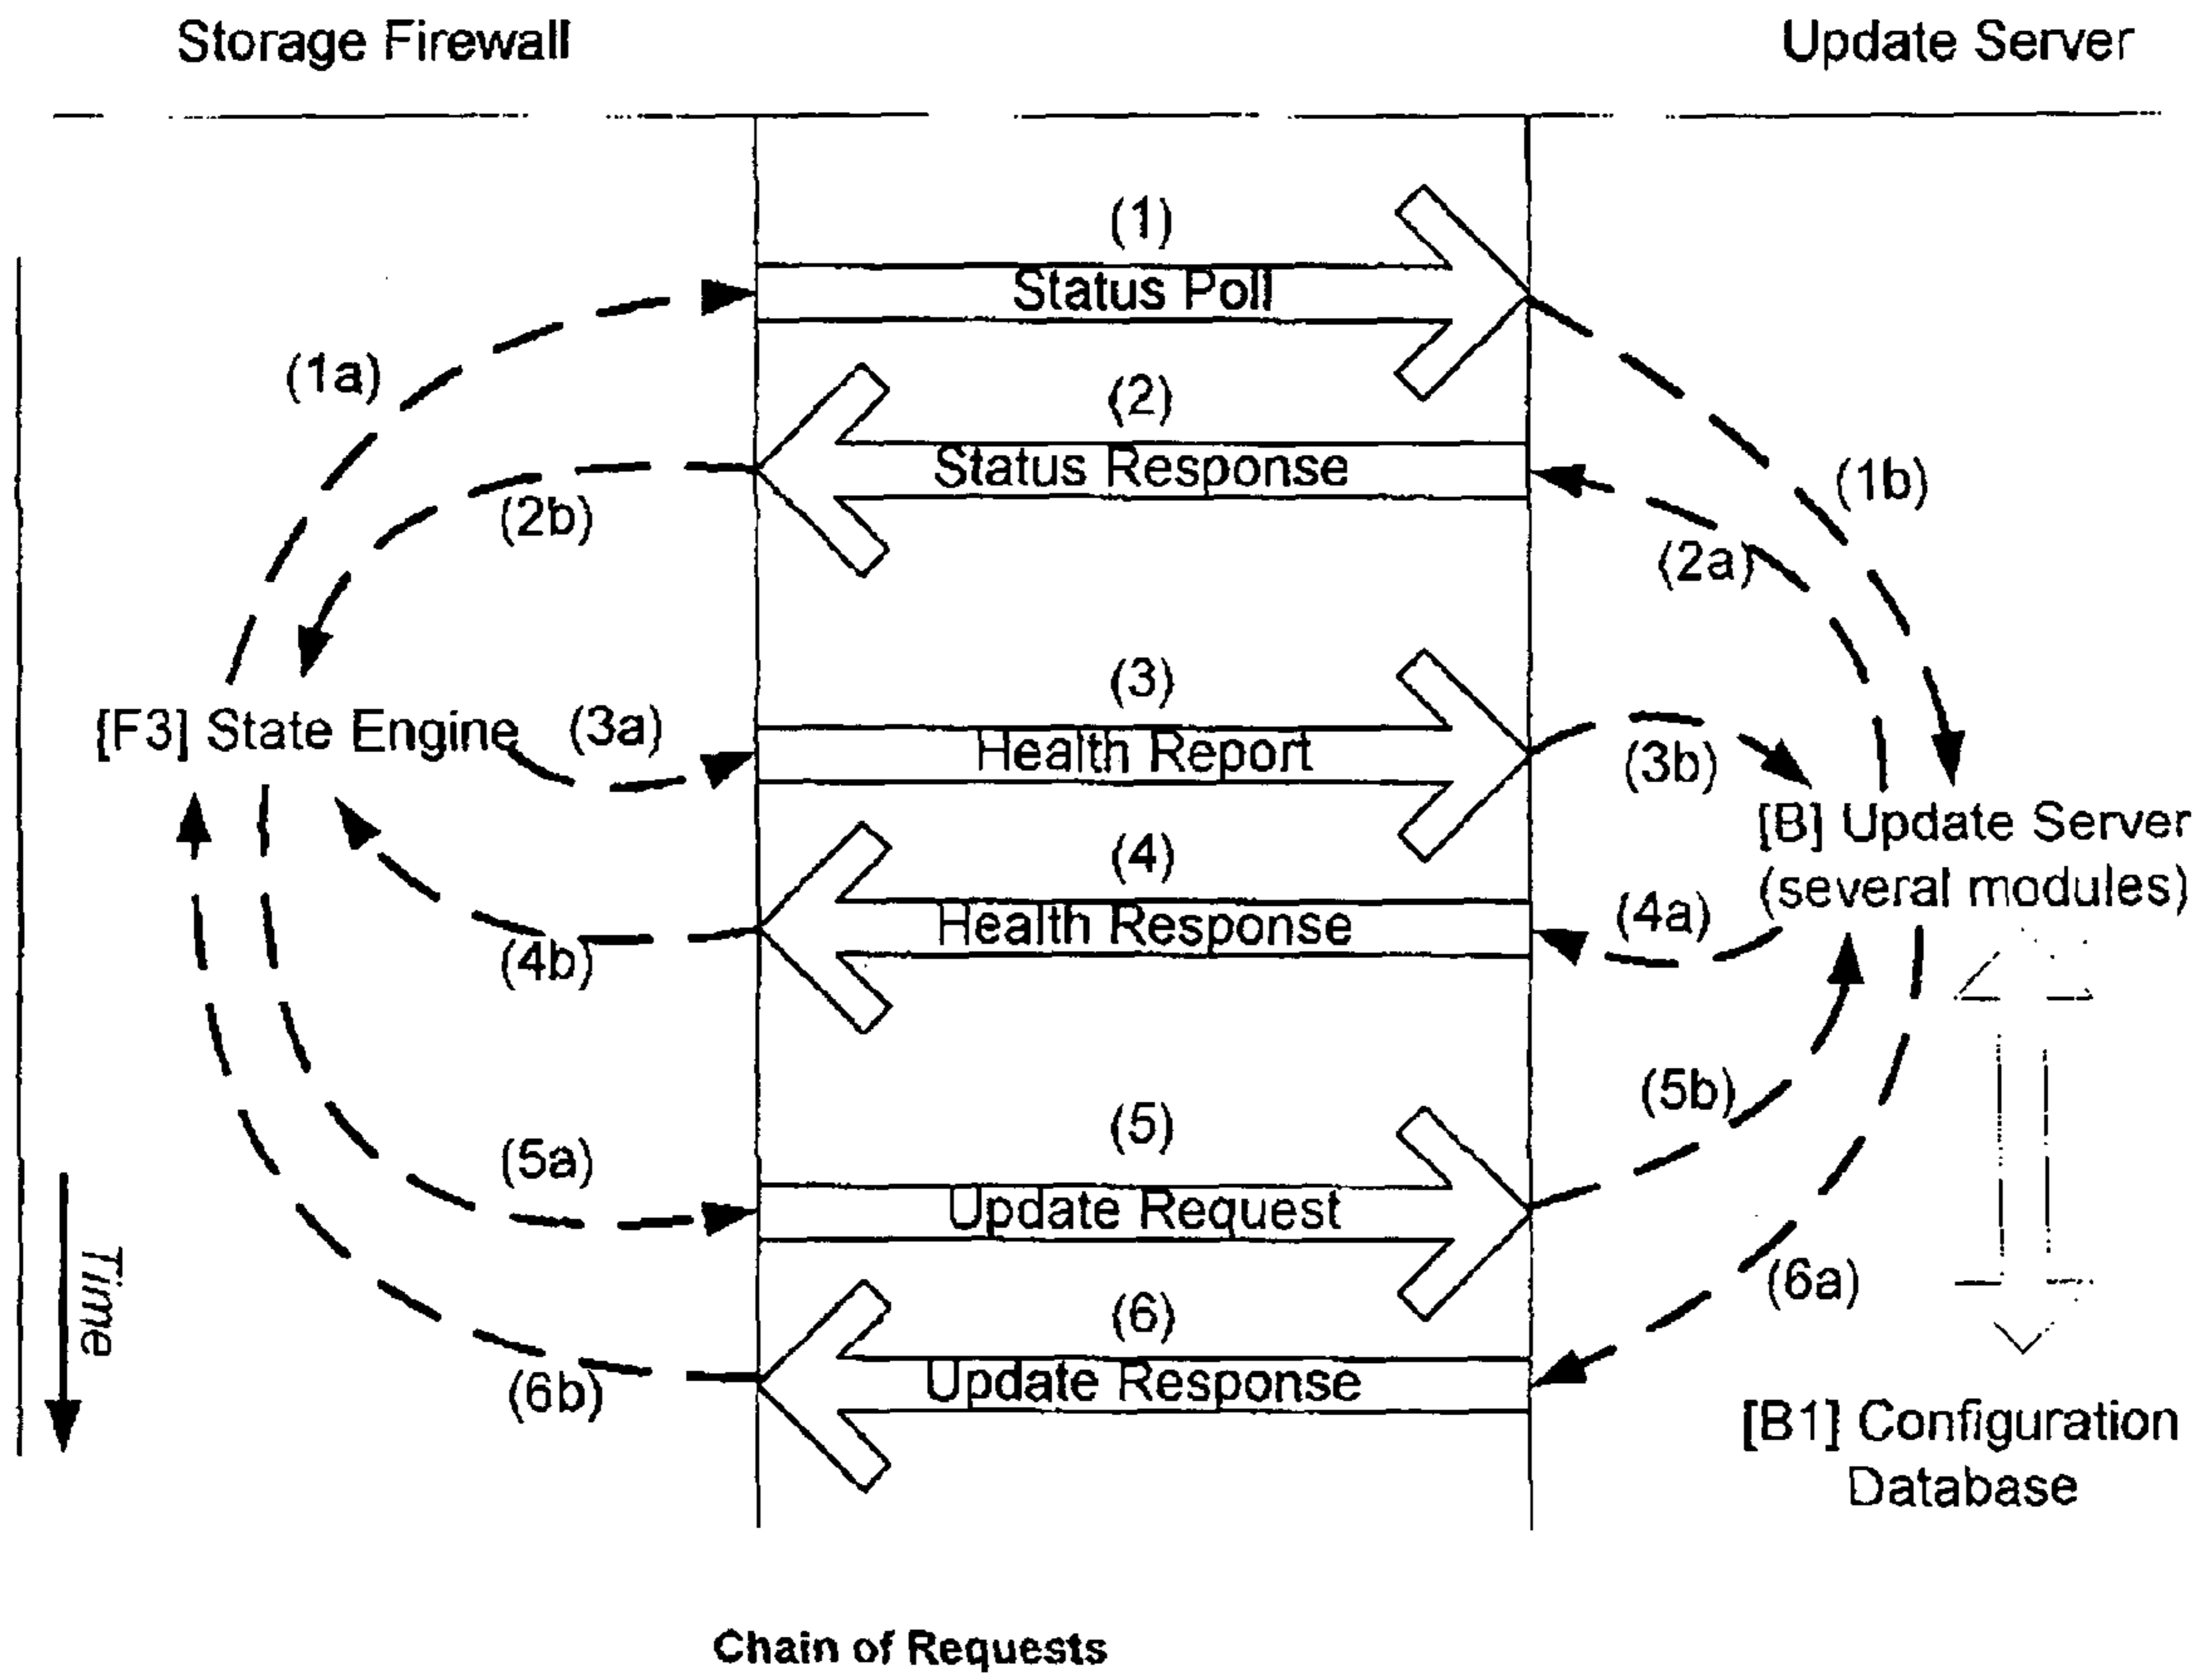 Storage Firewall
Update Server
(1)
Status Poll
(1a)
(2)
Status Response
(1b)
(2b)
(2a)
(3)
[F3] State Engine
(3a)
Health Report
(3b)
[B] Update Server
(several modules)
(4)
Health Response
(4a)
(4b)
(5)
(5b)
(5a)
Update Request
Time
(6)
(6a)
Update Response
(6b)
[B1] Configuration
Database
Chain of Requests